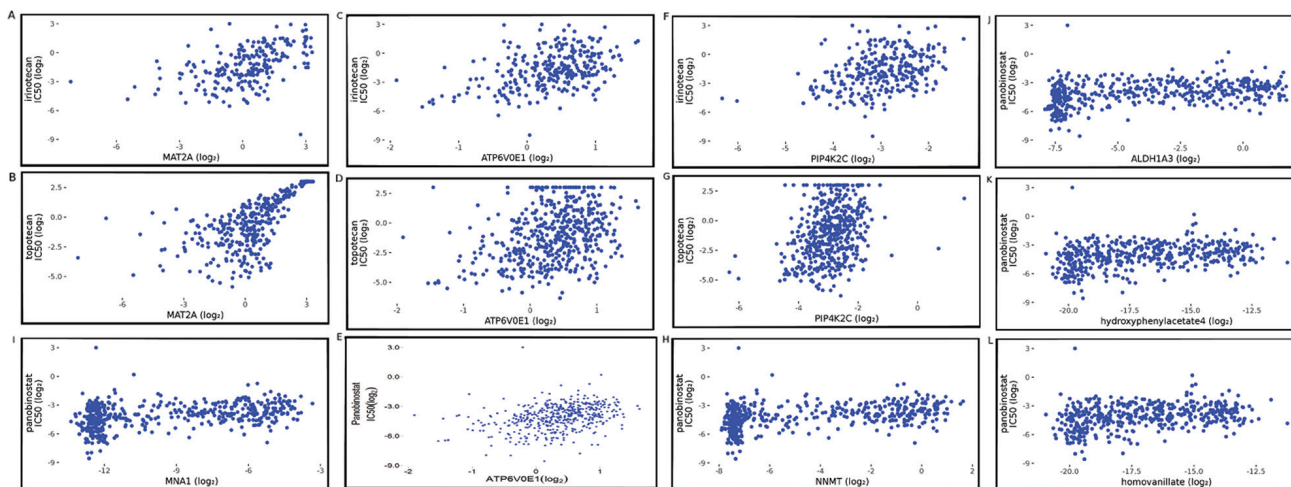 A
3
0
-3
-6
-9
irinotecan
IC50 (log₂)
-6
-3
0
3
MAT2A (log₂)
C
3
0
-3
-6
-9
irinotecan
IC50 (log₂)
-2
-1
0
1
ATP6V0E1 (log₂)
F
3
0
-3
-6
-9
irinotecan
IC50 (log₂)
-6
-5
-4
-3
-2
PIP4K2C (log₂)
J
3
0
-3
-6
-9
panobinostat
IC50 (log₂)
-7.5
-5.0
-2.5
0.0
ALDH1A3 (log₂)
B
2.5
0.0
-2.5
-5.0
topotecan
IC50 (log₂)
-6
-3
0
3
MAT2A (log₂)
D
2.5
0.0
-2.5
-5.0
topotecan
IC50 (log₂)
-2
-1
0
1
ATP6V0E1 (log₂)
G
2.5
0.0
-2.5
-5.0
topotecan
IC50 (log₂)
-6
-4
-2
0
PIP4K2C (log₂)
K
3
0
-3
-6
-9
panobinostat
IC50 (log₂)
-20.0
-17.5
-15.0
-12.5
hydroxyphenylacetate4 (log₂)
I
3
0
-3
-6
-9
panobinostat
IC50 (log₂)
-12
-9
-6
-3
MNA1 (log₂)
E
3.0
0.0
-3.0
-6.0
-9.0
Panobinostat
IC50(log₂)
-2
-1
0
1
ATP6V0E1(log₂)
H
3
0
-3
-6
-9
panobinostat
IC50 (log₂)
-8
-6
-4
-2
0
2
NNMT (log₂)
L
3
0
-3
-6
-9
panobinostat
IC50 (log₂)
-20.0
-17.5
-15.0
-12.5
homovanillate (log₂)